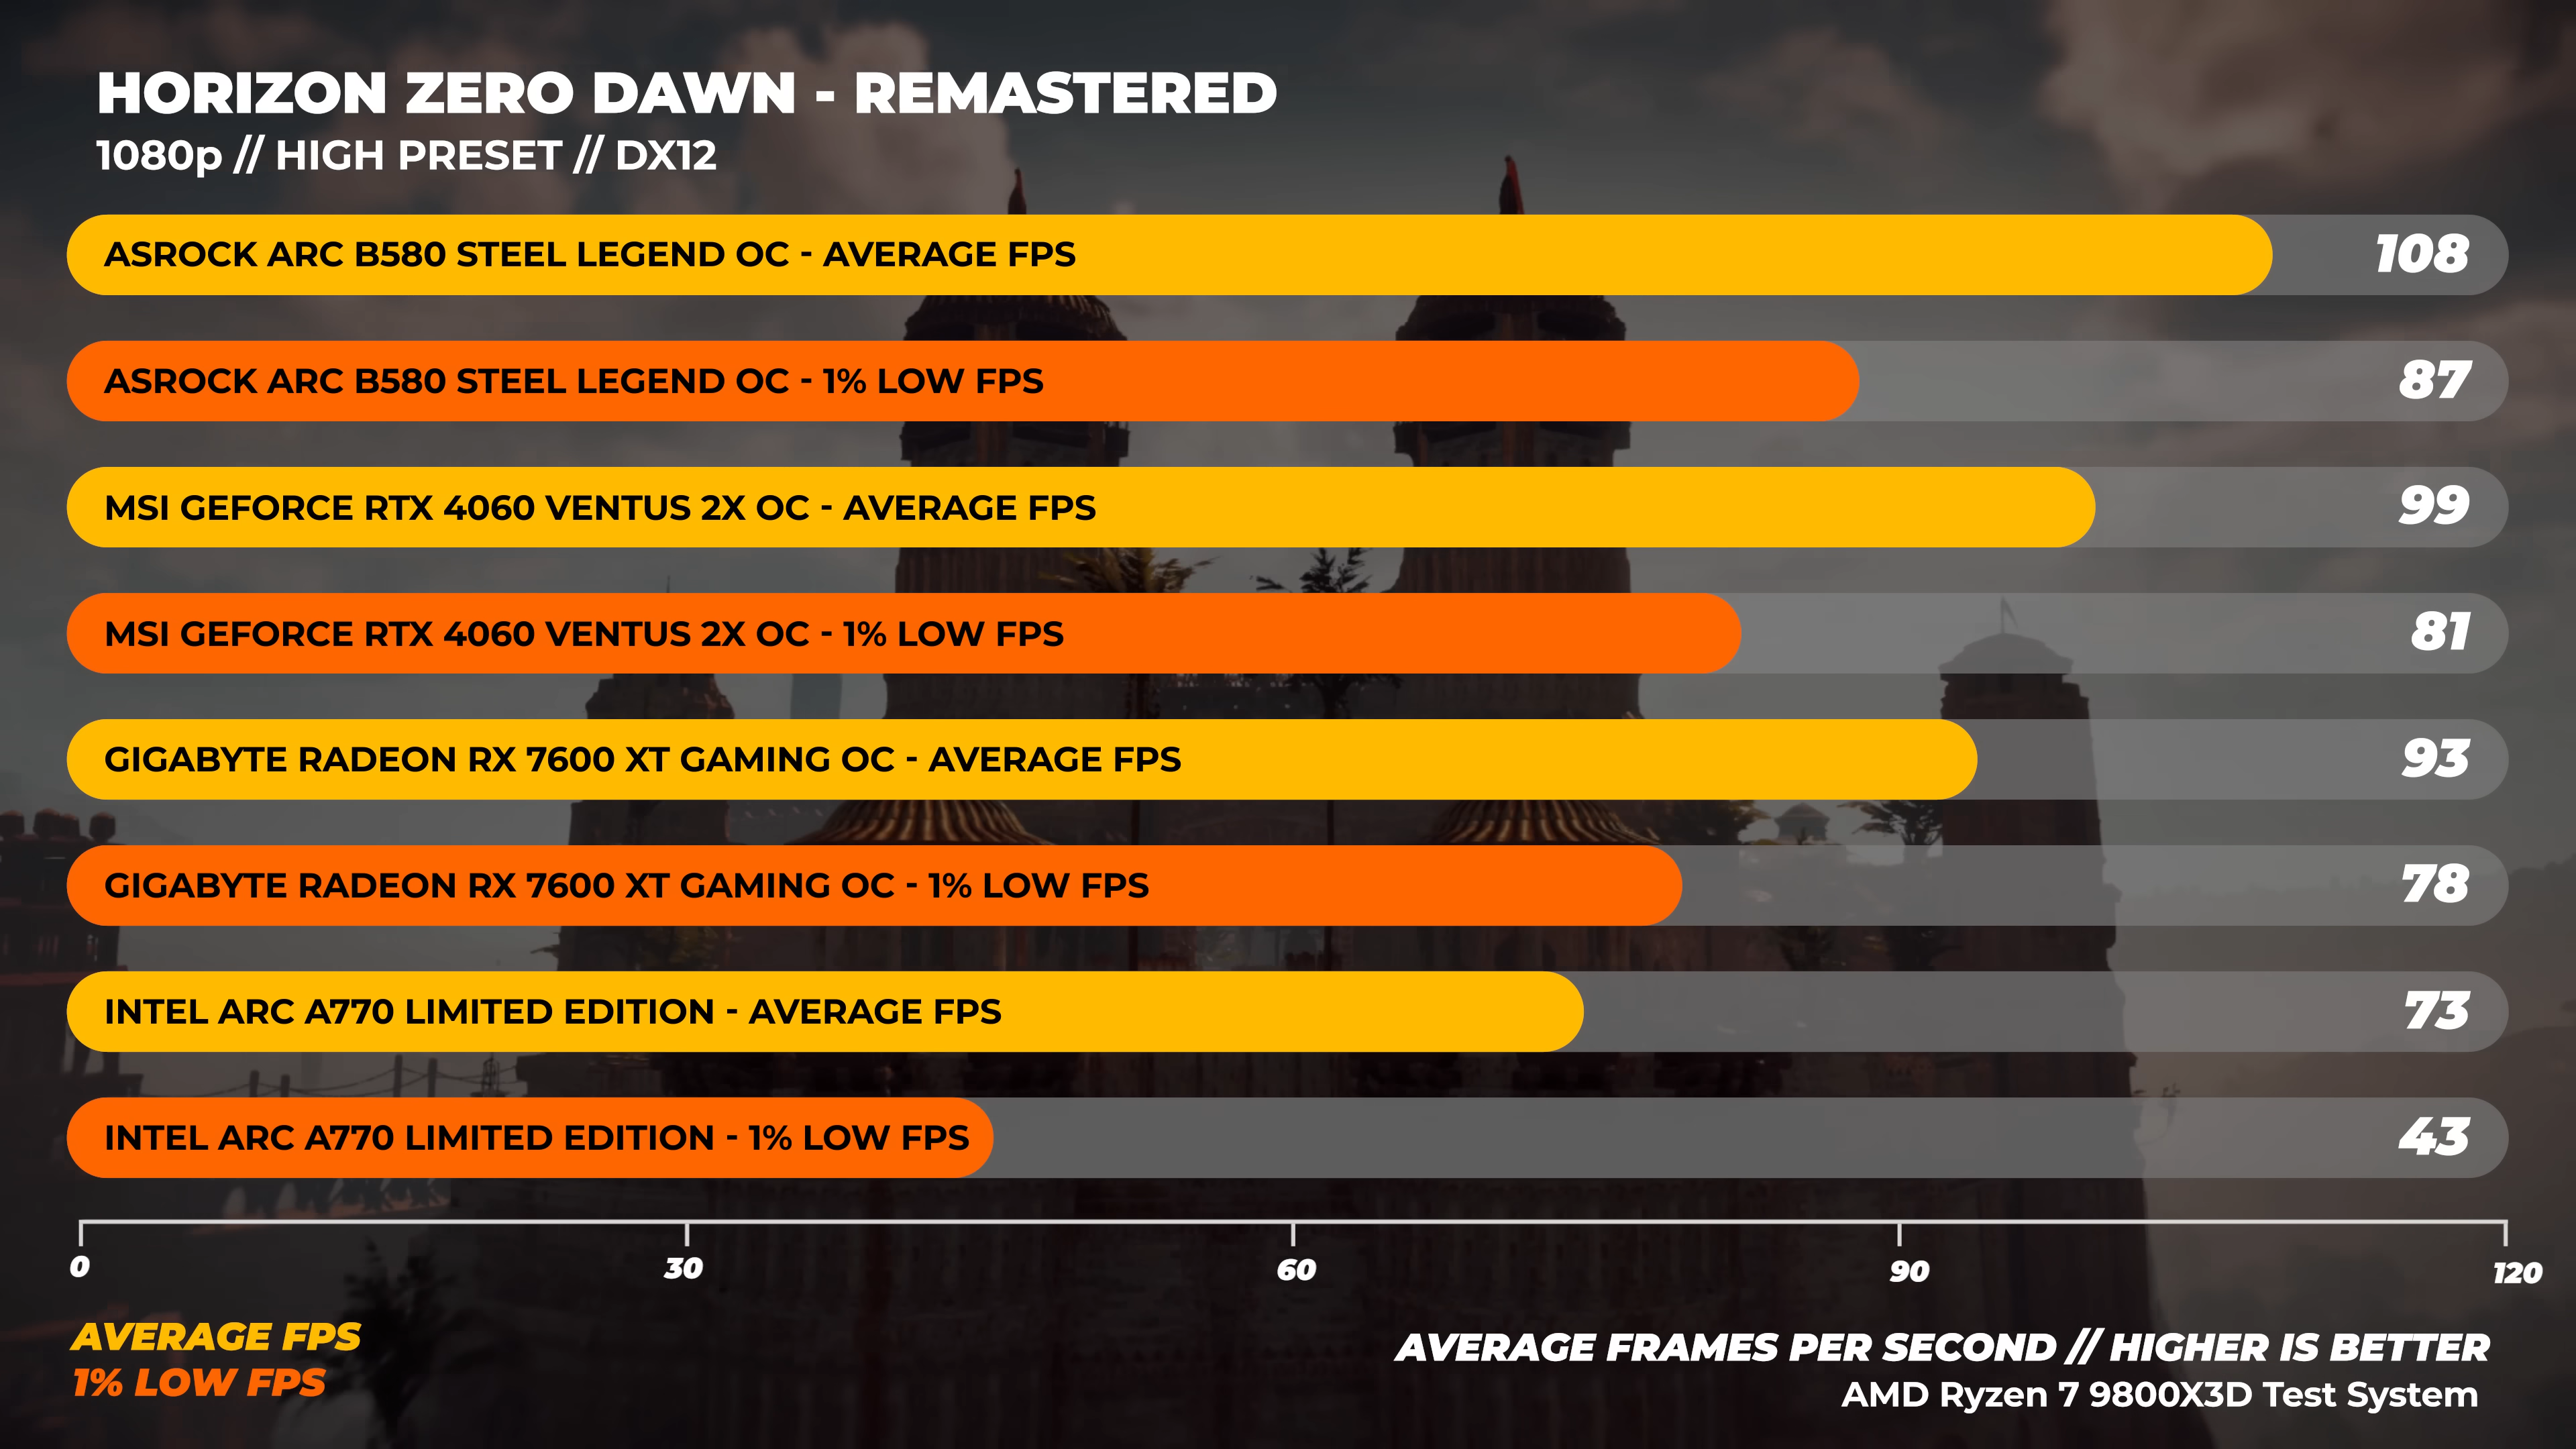 HORIZON ZERO DAWN - REMASTERED
1080p // HIGH PRESET // DX12
ASROCK ARC B580 STEEL LEGEND OC - AVERAGE FPS 108
ASROCK ARC B580 STEEL LEGEND OC - 1% LOW FPS 87
MSI GEFORCE RTX 4060 VENTUS 2X OC - AVERAGE FPS 99
MSI GEFORCE RTX 4060 VENTUS 2X OC - 1% LOW FPS 81
GIGABYTE RADEON RX 7600 XT GAMING OC - AVERAGE FPS 93
GIGABYTE RADEON RX 7600 XT GAMING OC - 1% LOW FPS 78
INTEL ARC A770 LIMITED EDITION - AVERAGE FPS 73
INTEL ARC A770 LIMITED EDITION - 1% LOW FPS 43
0 30 60 90 120
AVERAGE FPS
1% LOW FPS
AVERAGE FRAMES PER SECOND // HIGHER IS BETTER
AMD Ryzen 7 9800X3D Test System